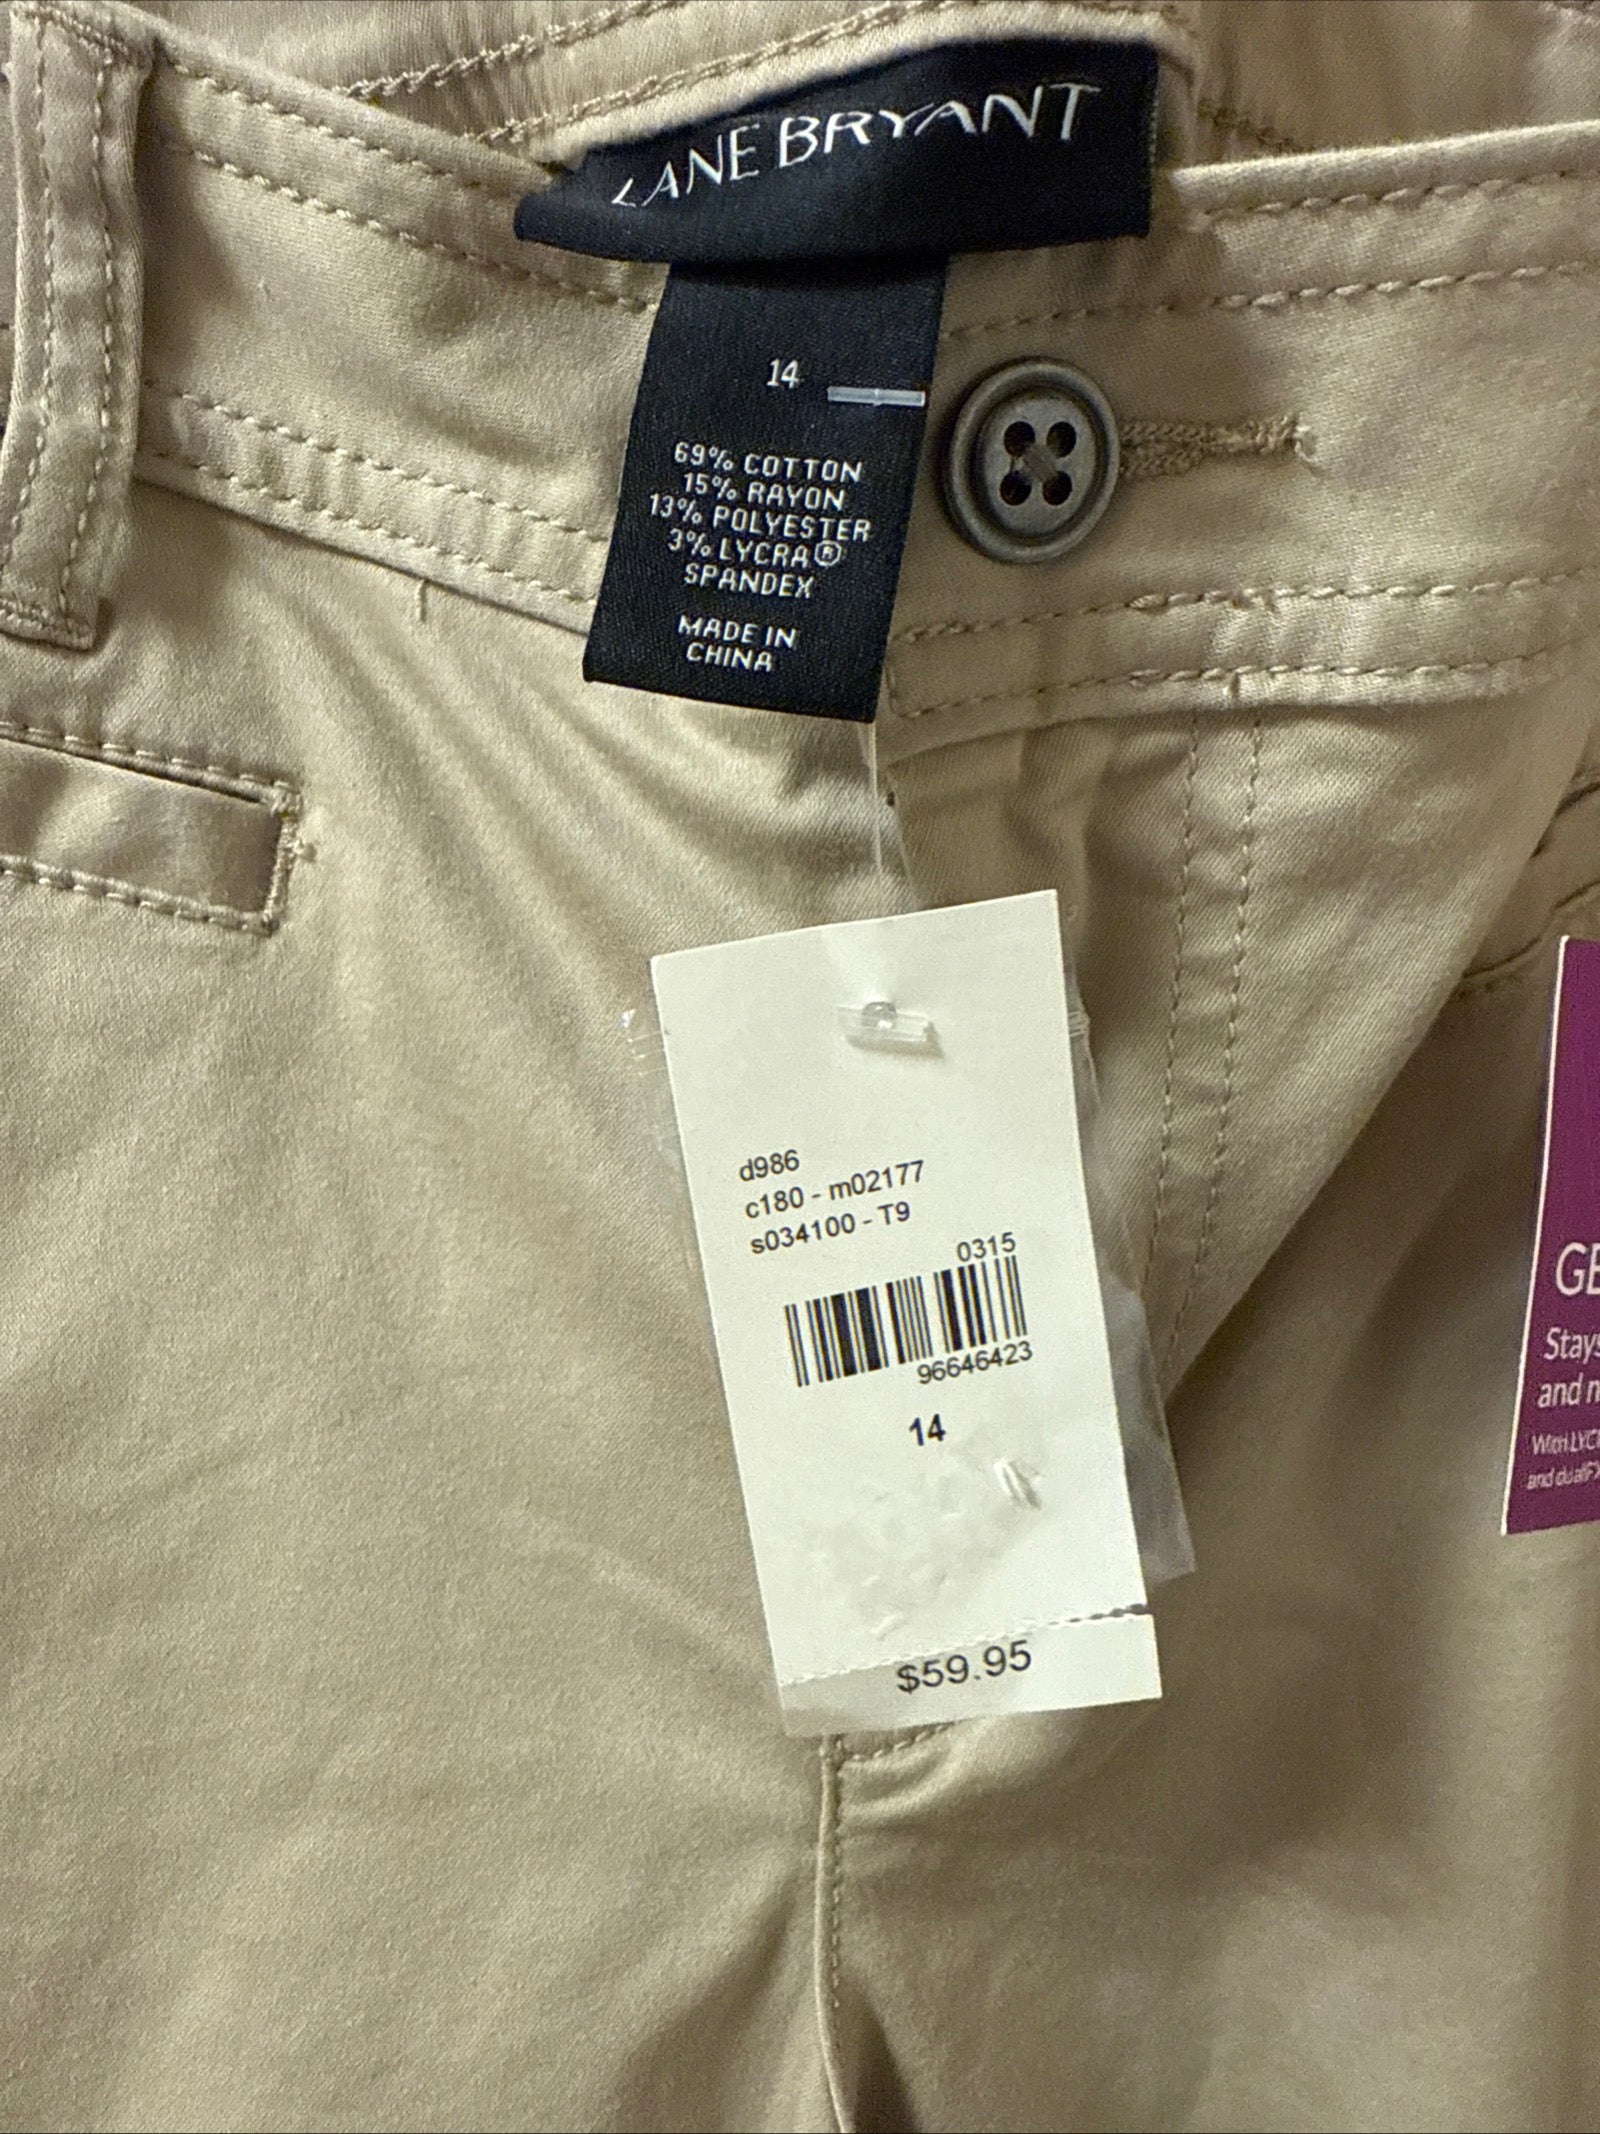 LANE BRYANT
14
69% COTTON
15% RAYON
13% POLYESTER
3% LYCRA®
SPANDEX
MADE IN
CHINA
d986
c180 - m02177
s034100 - T9
0315
96646423
14
$59.95
GE
Stays
and
With LYC
and dualFX